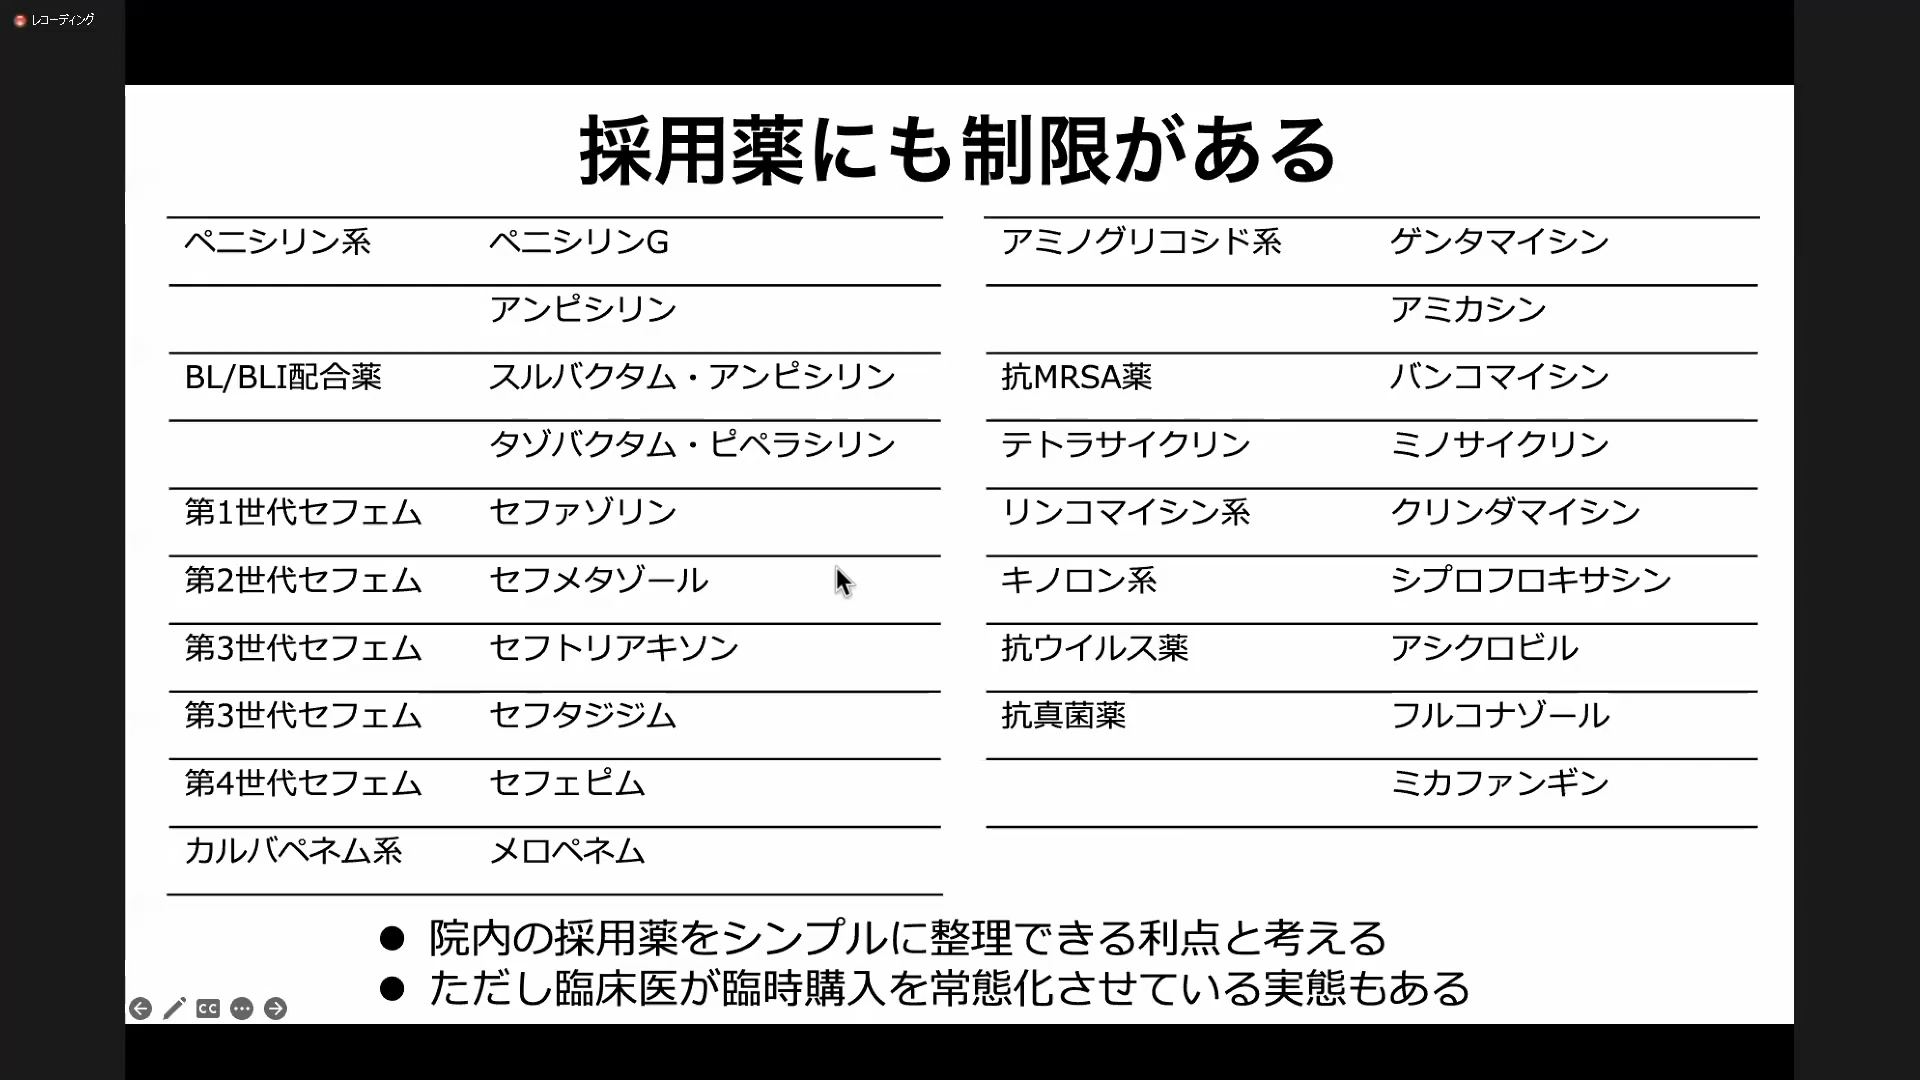 レコーディング
採用薬にも制限がある
ペニシリン系 ペニシリンG
アンピシリン
BL/BLI配合薬 スルバクタム・アンピシリン
タゾバクタム・ピペラシリン
第1世代セフェム セファゾリン
第2世代セフェム セフメタゾール
第3世代セフェム セフトリアキソン
第3世代セフェム セフタジジム
第4世代セフェム セフェピム
カルバペネム系 メロペネム
アミノグリコシド系 ゲンタマイシン
アミカシン
抗MRSA薬 バンコマイシン
テトラサイクリン ミノサイクリン
リンコマイシン系 クリンダマイシン
キノロン系 シプロフロキサシン
抗ウイルス薬 アシクロビル
抗真菌薬 フルコナゾール
ミカファンギン
● 院内の採用薬をシンプルに整理できる利点と考える
● ただし臨床医が臨時購入を常態化させている実態もある
CC